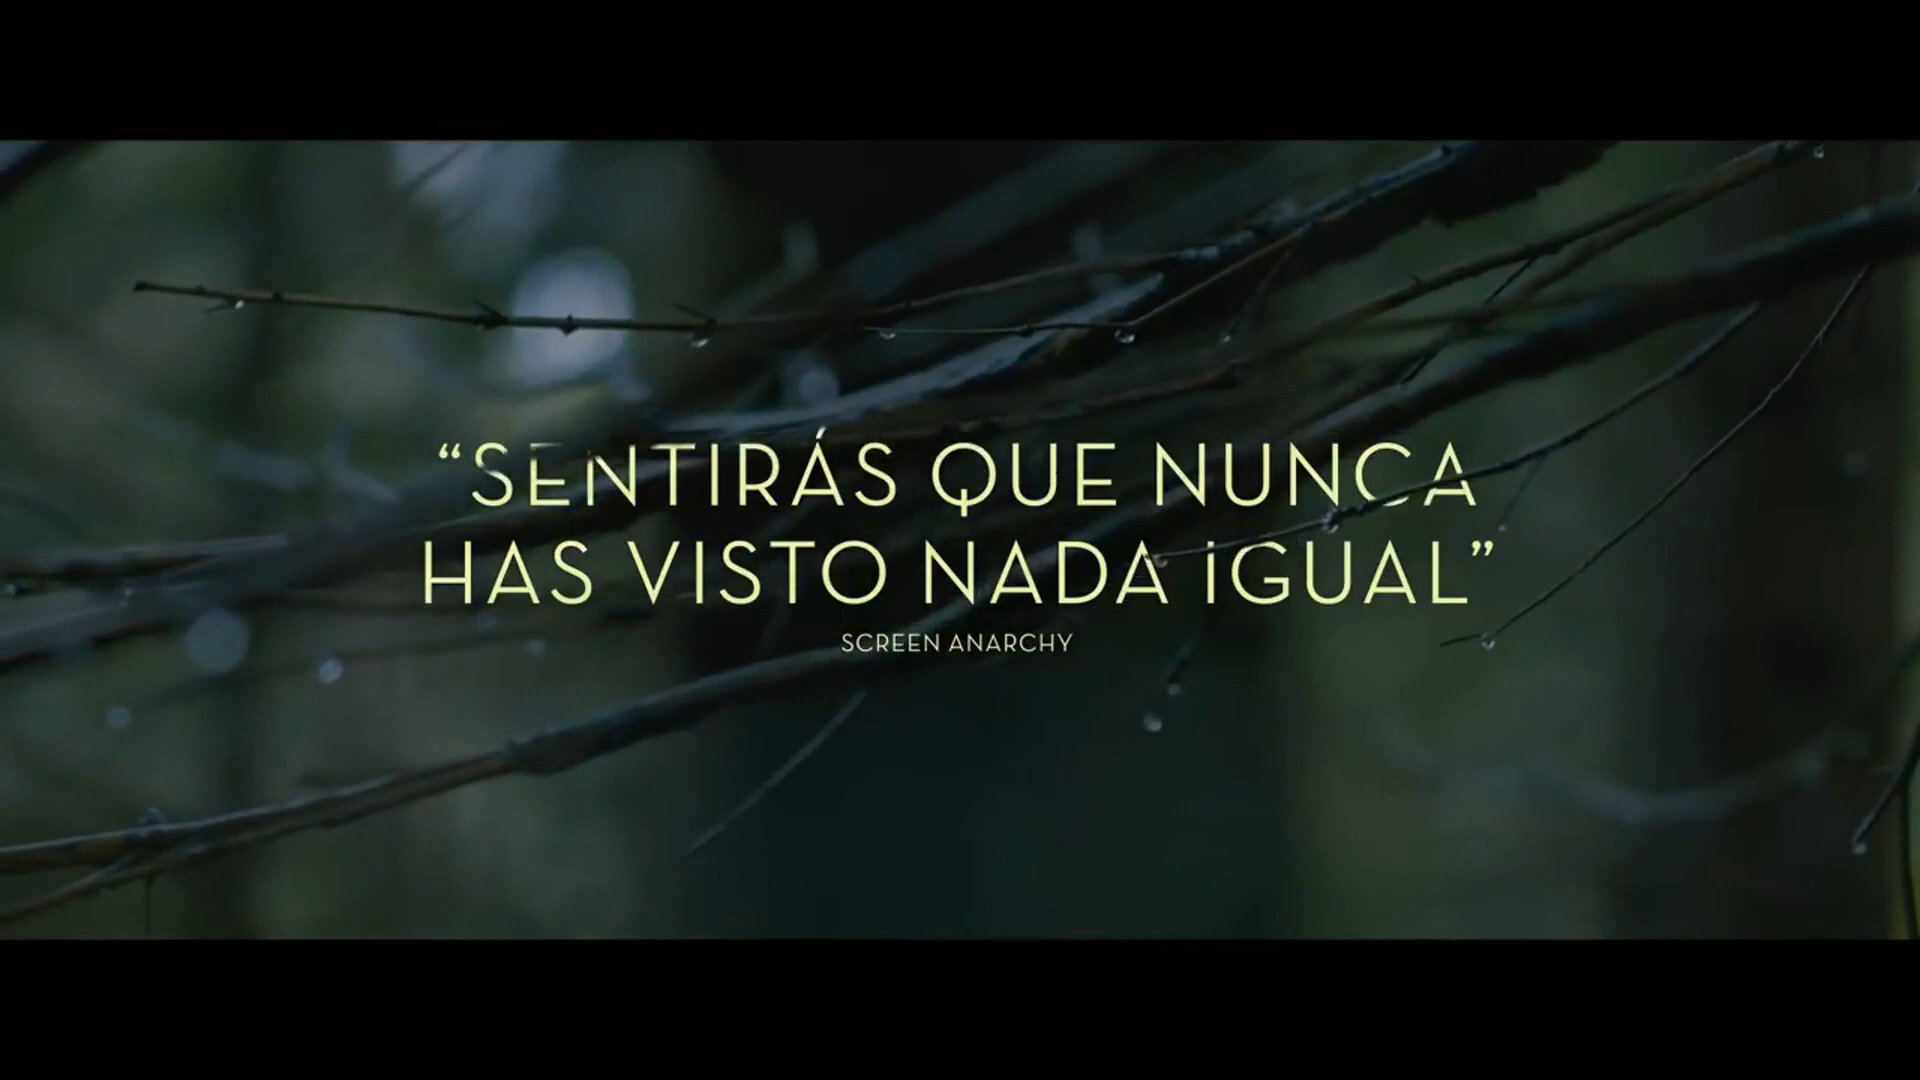 “SENTIRÁS QUE NUNCA
HAS VISTO NADA IGUAL”
SCREEN ANARCHY